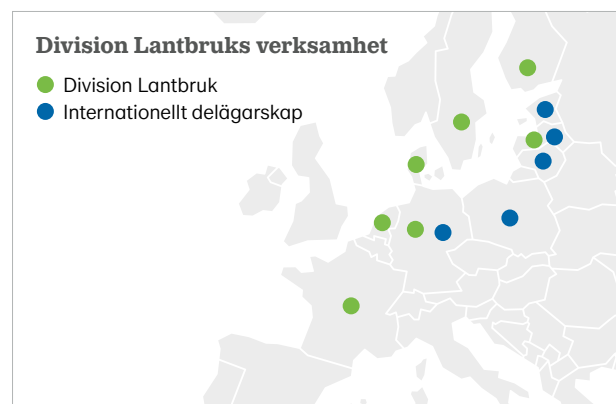 Division Lantbruks verksamhet
Division Lantbruk
Internationellt delägarskap